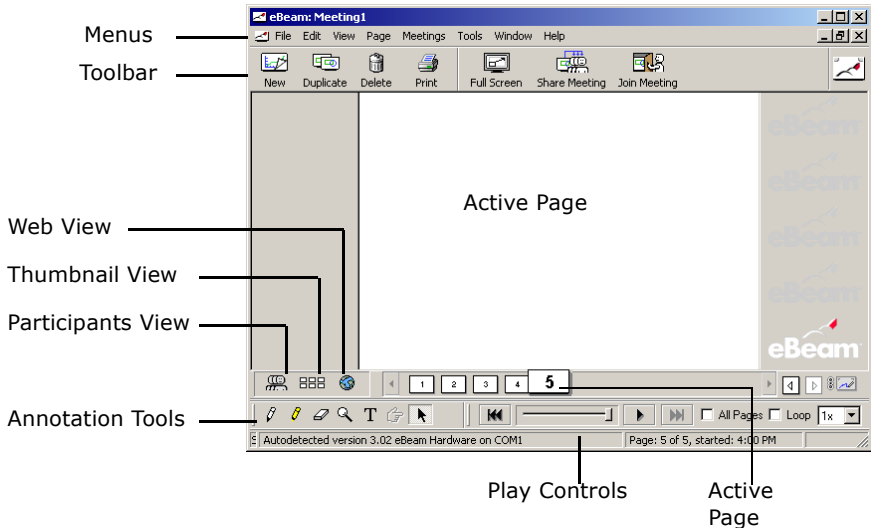 eBeam: Meeting1
Menus
File Edit View Page Meetings Tools Window Help
Toolbar
New Duplicate Delete Print Full Screen Share Meeting Join Meeting
eBeam
eBeam
eBeam
eBeam
eBeam
Active Page
Web View
Thumbnail View
Participants View
1 2 3 4 5
Annotation Tools
T
All Pages Loop 1x
Autodetected version 3.02 eBeam Hardware on COM1
Page: 5 of 5, started: 4:00 PM
Play Controls
Active
Page